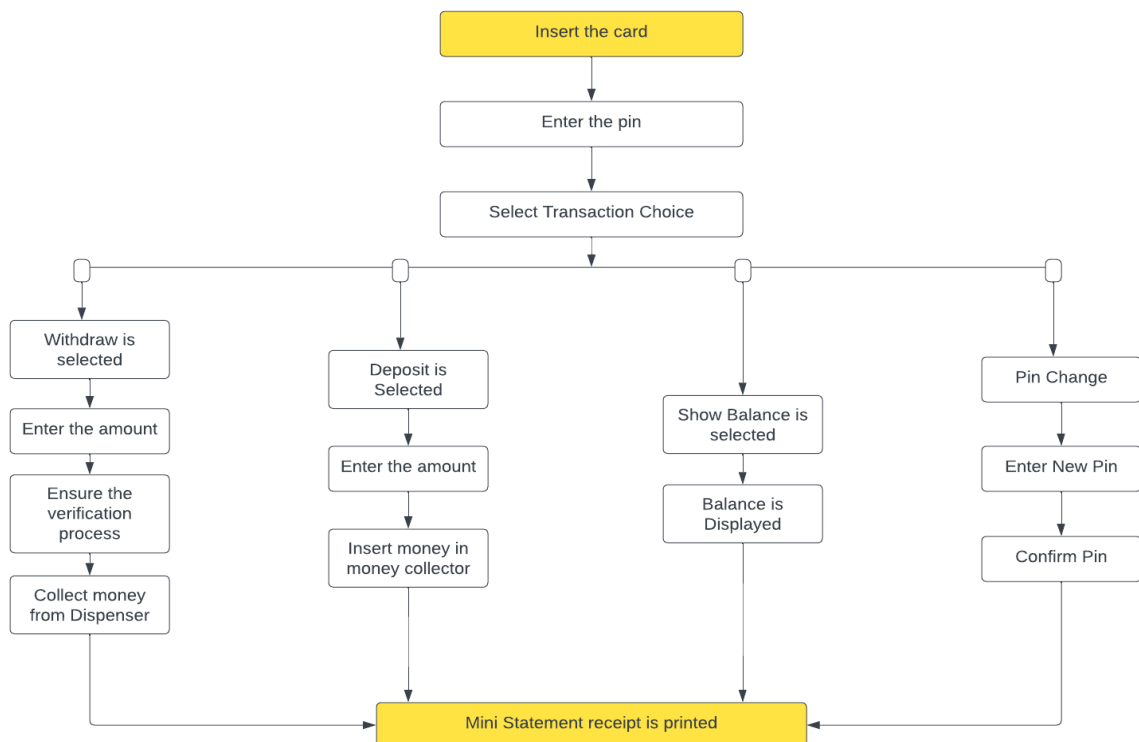 Insert the card
Enter the pin
Select Transaction Choice
Withdraw is
selected
Enter the amount
Ensure the
verification
process
Collect money
from Dispenser
Deposit is
Selected
Enter the amount
Insert money in
money collector
Show Balance is
selected
Balance is
Displayed
Pin Change
Enter New Pin
Confirm Pin
Mini Statement receipt is printed